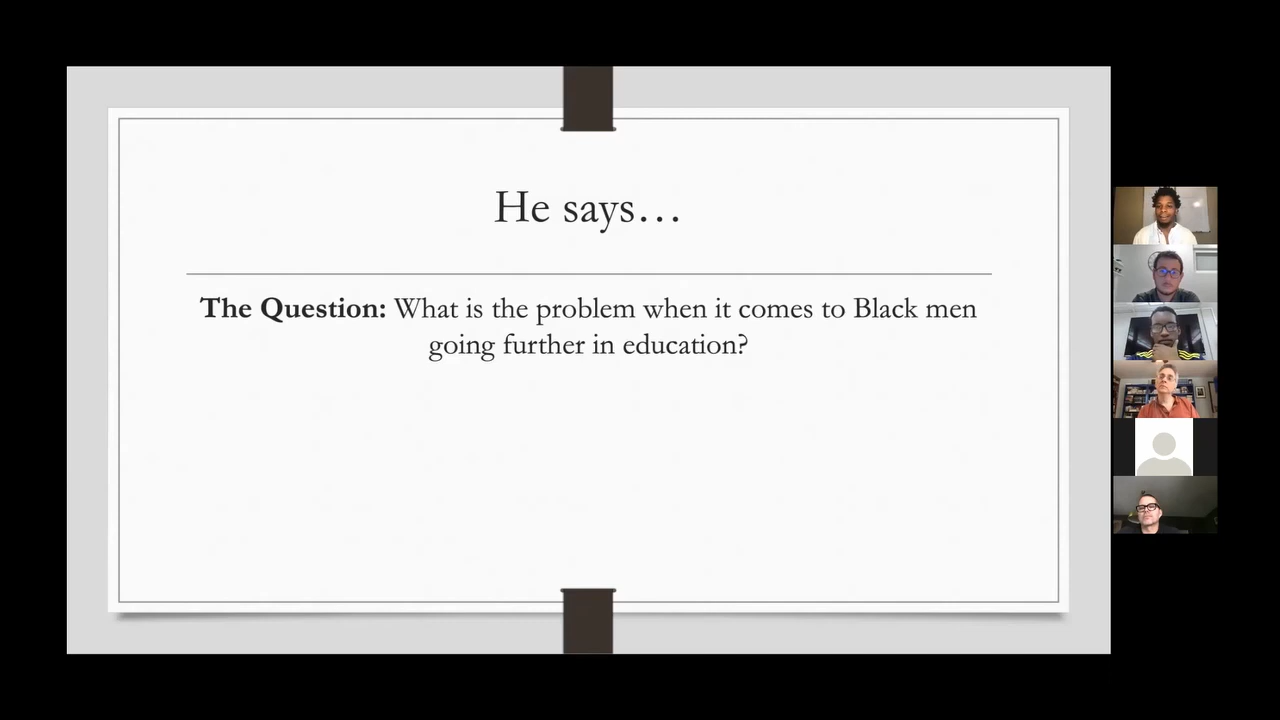 He says…
The Question: What is the problem when it comes to Black men
going further in education?